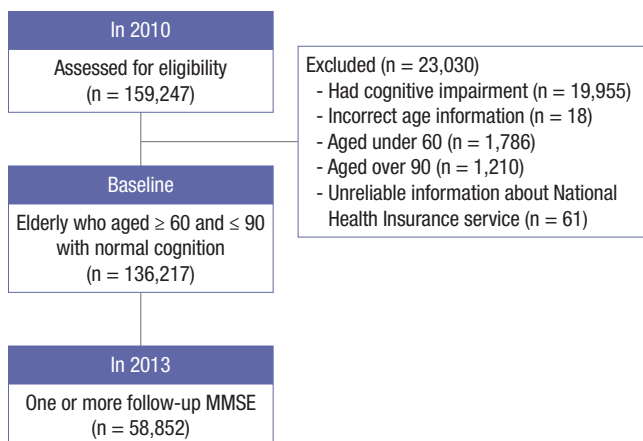 In 2010
Assessed for eligibility
(n = 159,247)
Excluded (n = 23,030)
- Had cognitive impairment (n = 19,955)
- Incorrect age information (n = 18)
- Aged under 60 (n = 1,786)
- Aged over 90 (n = 1,210)
- Unreliable information about National
Health Insurance service (n = 61)
Baseline
Elderly who aged ≥ 60 and ≤ 90
with normal cognition
(n = 136,217)
In 2013
One or more follow-up MMSE
(n = 58,852)